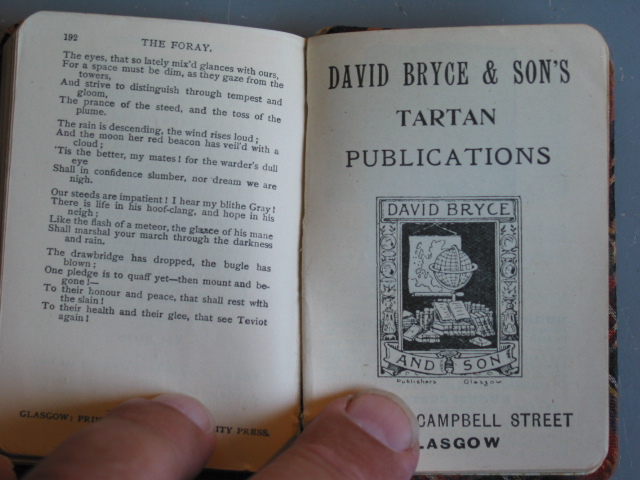 192
THE FORAY.
The eyes, that so lately mix'd glances with ours,
For a space must be dim, as they gaze from the
towers,
And strive to distinguish through tempest and
gloom,
The prance of the steed, and the toss of the
plume.
The rain is descending, the wind rises loud;
And the moon her red beacon has veil'd with a
cloud;
'Tis the better, my mates! for the warder's dull
eye
Shall in confidence slumber, nor dream we are
nigh.
Our steeds are impatient! I hear my blithe Gray!
There is life in his hoof-clang, and hope in his
neigh;
Like the flash of a meteor, the glance of his mane
Shall marshal your march through the darkness
and rain.
The drawbridge has dropped, the bugle has
blown;
One pledge is to quaff yet—then mount and be-
gone!—
To their honour and peace, that shall rest with
the slain!
To their health and their glee, that see Teviot
again!
GLASGOW: ITY PRESS.
DAVID BRYCE & SON'S
TARTAN
PUBLICATIONS
DAVID BRYCE
AND SON
Publishers Glasgow
CAMPBELL STREET
LASGOW